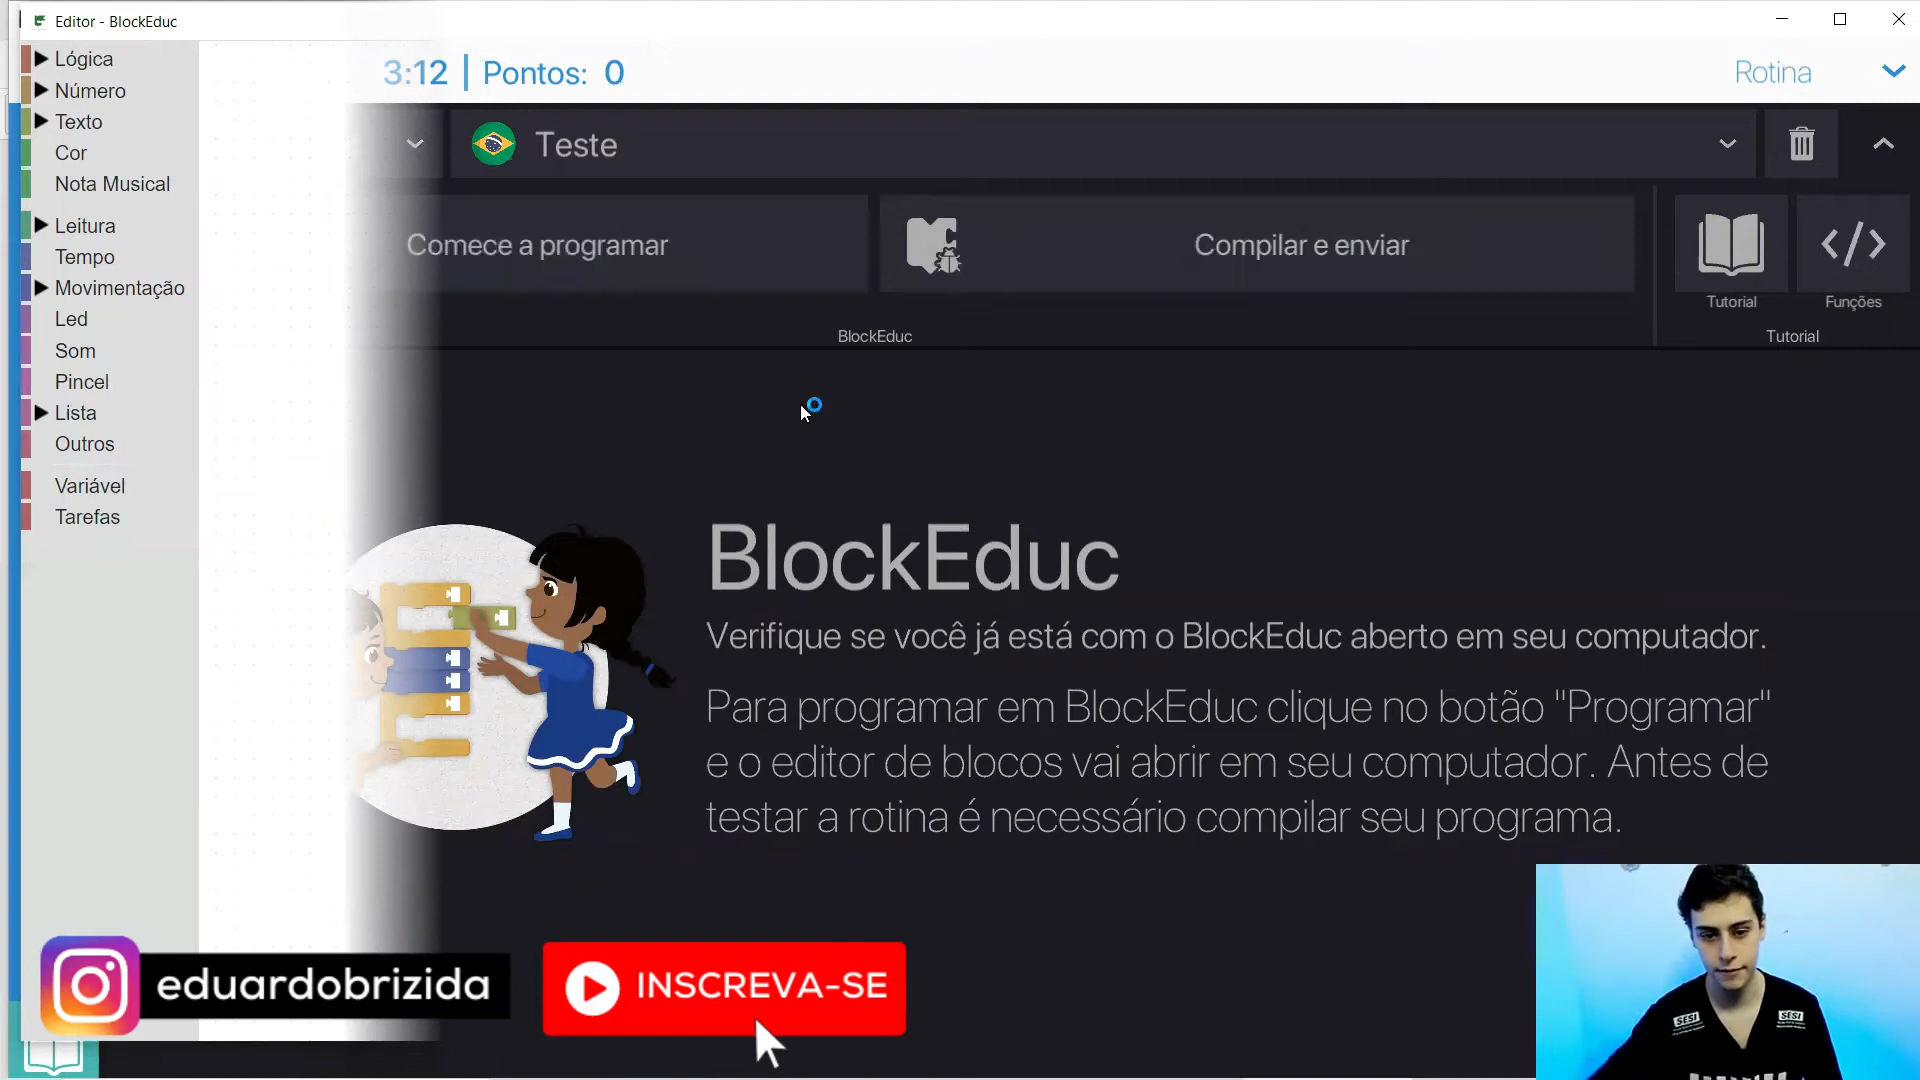 Editor - BlockEduc
Lógica
Número
Texto
Cor
Nota Musical
Leitura
Tempo
Movimentação
Led
Som
Pincel
Lista
Outros
Variável
Tarefas
3:12 | Pontos: 0
Rotina
Teste
Comece a programar
Compilar e enviar
Tutorial
Funções
BlockEduc
Tutorial
BlockEduc
Verifique se você já está com o BlockEduc aberto em seu computador.
Para programar em BlockEduc clique no botão "Programar"
e o editor de blocos vai abrir em seu computador. Antes de
testar a rotina é necessário compilar seu programa.
eduardobrizida
INSCREVA-SE
SESI
SESI